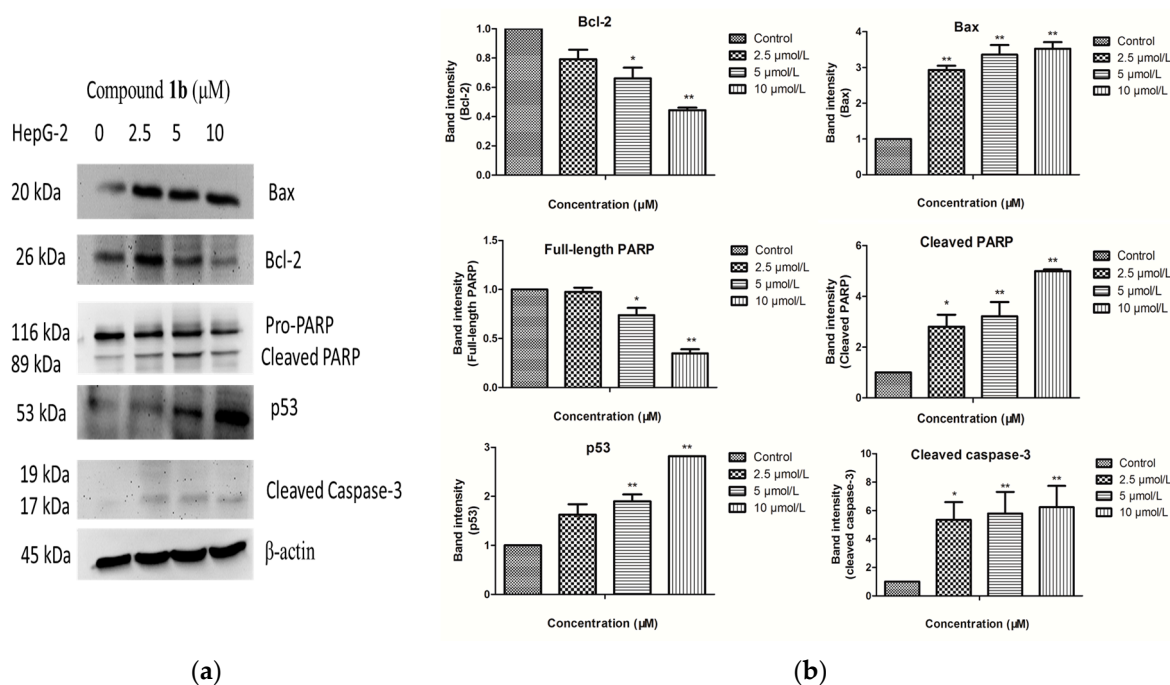 Compound 1b (µM)
HepG-2 0 2.5 5 10
20 kDa Bax
26 kDa Bcl-2
116 kDa Pro-PARP
89 kDa Cleaved PARP
53 kDa p53
19 kDa
17 kDa Cleaved Caspase-3
45 kDa β-actin
(a)
Bcl-2
Band intensity
(Bcl-2)
1.0
0.8
0.6
0.4
0.2
0.0
*
**
Concentration (µM)
Control
2.5 µmol/L
5 µmol/L
10 µmol/L
Bax
Band intensity
(Bax)
4
3
2
1
0
**
**
**
Concentration (µM)
Control
2.5 µmol/L
5 µmol/L
10 µmol/L
Full-length PARP
Band intensity
(Full-length PARP)
1.5
1.0
0.5
0.0
*
**
Concentration (µM)
Control
2.5 µmol/L
5 µmol/L
10 µmol/L
Cleaved PARP
Band intensity
(Cleaved PARP)
6
4
2
0
*
**
**
Concentration (µM)
Control
2.5 µmol/L
5 µmol/L
10 µmol/L
p53
Band intensity
(p53)
3
2
1
0
**
**
Concentration (µM)
Control
2.5 µmol/L
5 µmol/L
10 µmol/L
Cleaved caspase-3
Band intensity
(cleaved caspase-3)
10
8
6
4
2
0
*
**
**
Concentration (µM)
Control
2.5 µmol/L
5 µmol/L
10 µmol/L
(b)